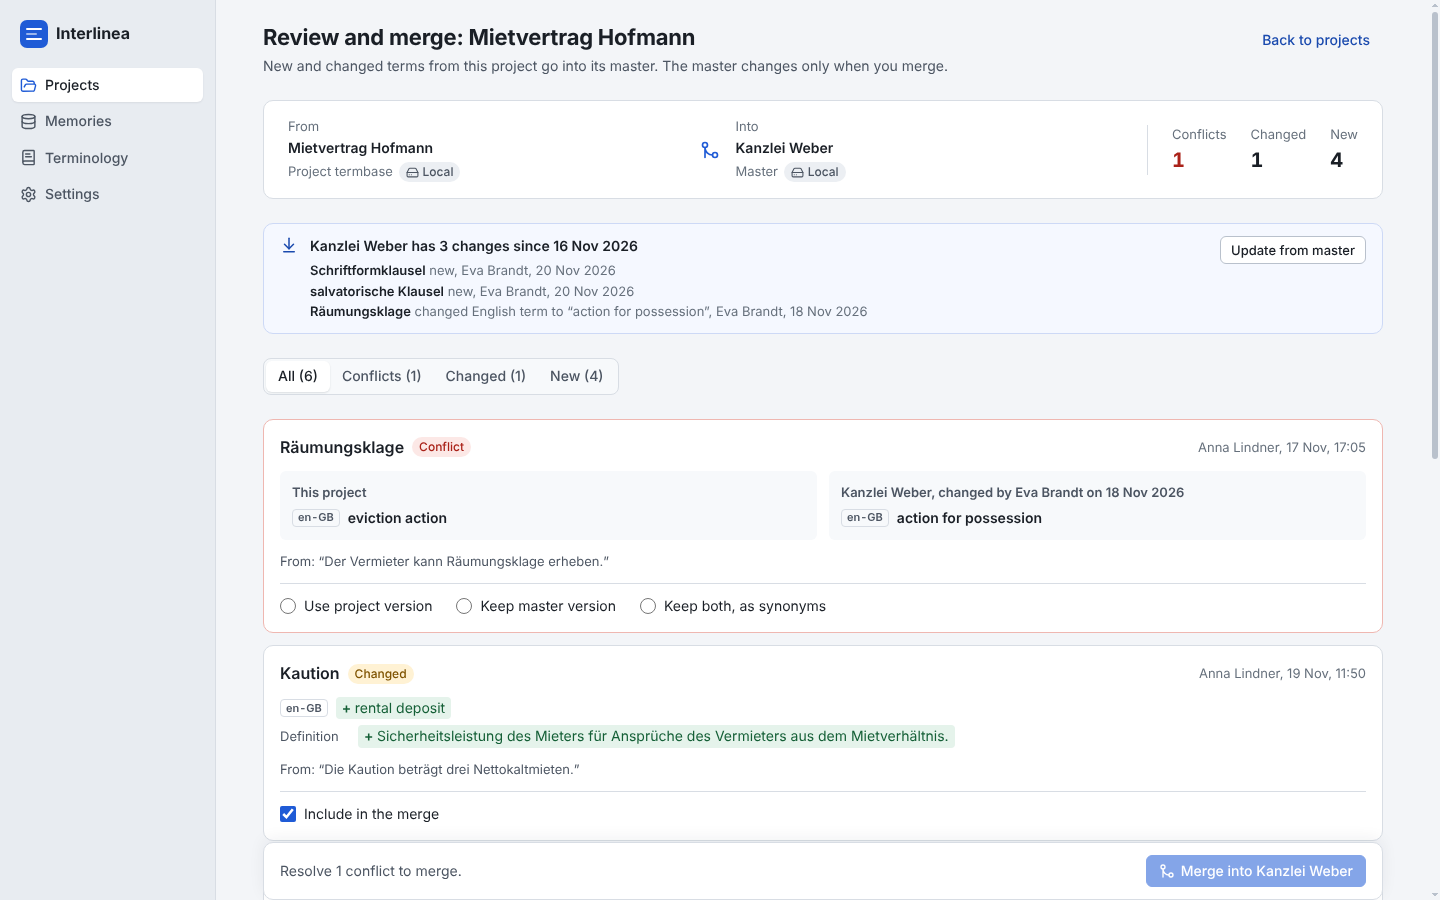 Interlinea
Projects
Memories
Terminology
Settings
Review and merge: Mietvertrag Hofmann
New and changed terms from this project go into its master. The master changes only when you merge.
Back to projects
From
Mietvertrag Hofmann
Project termbase Local
Into
Kanzlei Weber
Master Local
Conflicts
1
Changed
1
New
4
Kanzlei Weber has 3 changes since 16 Nov 2026
Schriftformklausel new, Eva Brandt, 20 Nov 2026
salvatorische Klausel new, Eva Brandt, 20 Nov 2026
Räumungsklage changed English term to “action for possession”, Eva Brandt, 18 Nov 2026
Update from master
All (6) Conflicts (1) Changed (1) New (4)
Räumungsklage Conflict
Anna Lindner, 17 Nov, 17:05
This project
en-GB eviction action
Kanzlei Weber, changed by Eva Brandt on 18 Nov 2026
en-GB action for possession
From: “Der Vermieter kann Räumungsklage erheben.”
Use project version Keep master version Keep both, as synonyms
Kaution Changed
Anna Lindner, 19 Nov, 11:50
en-GB + rental deposit
Definition + Sicherheitsleistung des Mieters für Ansprüche des Vermieters aus dem Mietverhältnis.
From: “Die Kaution beträgt drei Nettokaltmieten.”
Include in the merge
Resolve 1 conflict to merge.
Merge into Kanzlei Weber